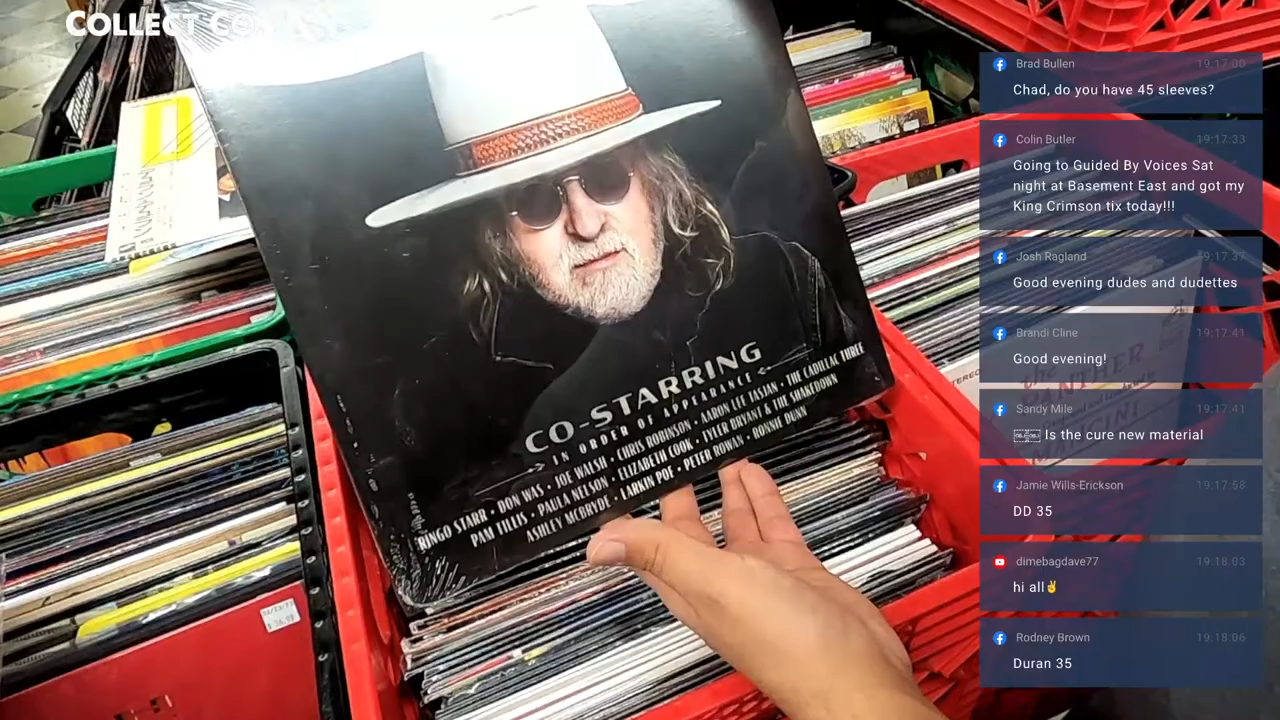 COLLECT CO
CO-STARRING
IN ORDER OF APPEARANCE
RINGO STARR • DON WAS • JOE WALSH • CHRIS ROBINSON • AARON LEE TASJAN • THE CADILLAC THREE
PAM TILLIS • PAULA NELSON • ELIZABETH COOK • TYLER BRYANT & THE SHAKEDOWN
ASHLEY MCBRYDE • LARKIN POE • PETER ROWAN • RONNIE DUNN
the
PANTHER
MANCINI
Brad Bullen 19:17:00
Chad, do you have 45 sleeves?
Colin Butler 19:17:33
Going to Guided By Voices Sat
night at Basement East and got my
King Crimson tix today!!!
Josh Ragland 19:17:37
Good evening dudes and dudettes
Brandi Cline 19:17:41
Good evening!
Sandy Mile 19:17:41
Is the cure new material
Jamie Wills-Erickson 19:17:58
DD 35
dimebagdave77 19:18:03
hi all✌
Rodney Brown 19:18:06
Duran 35